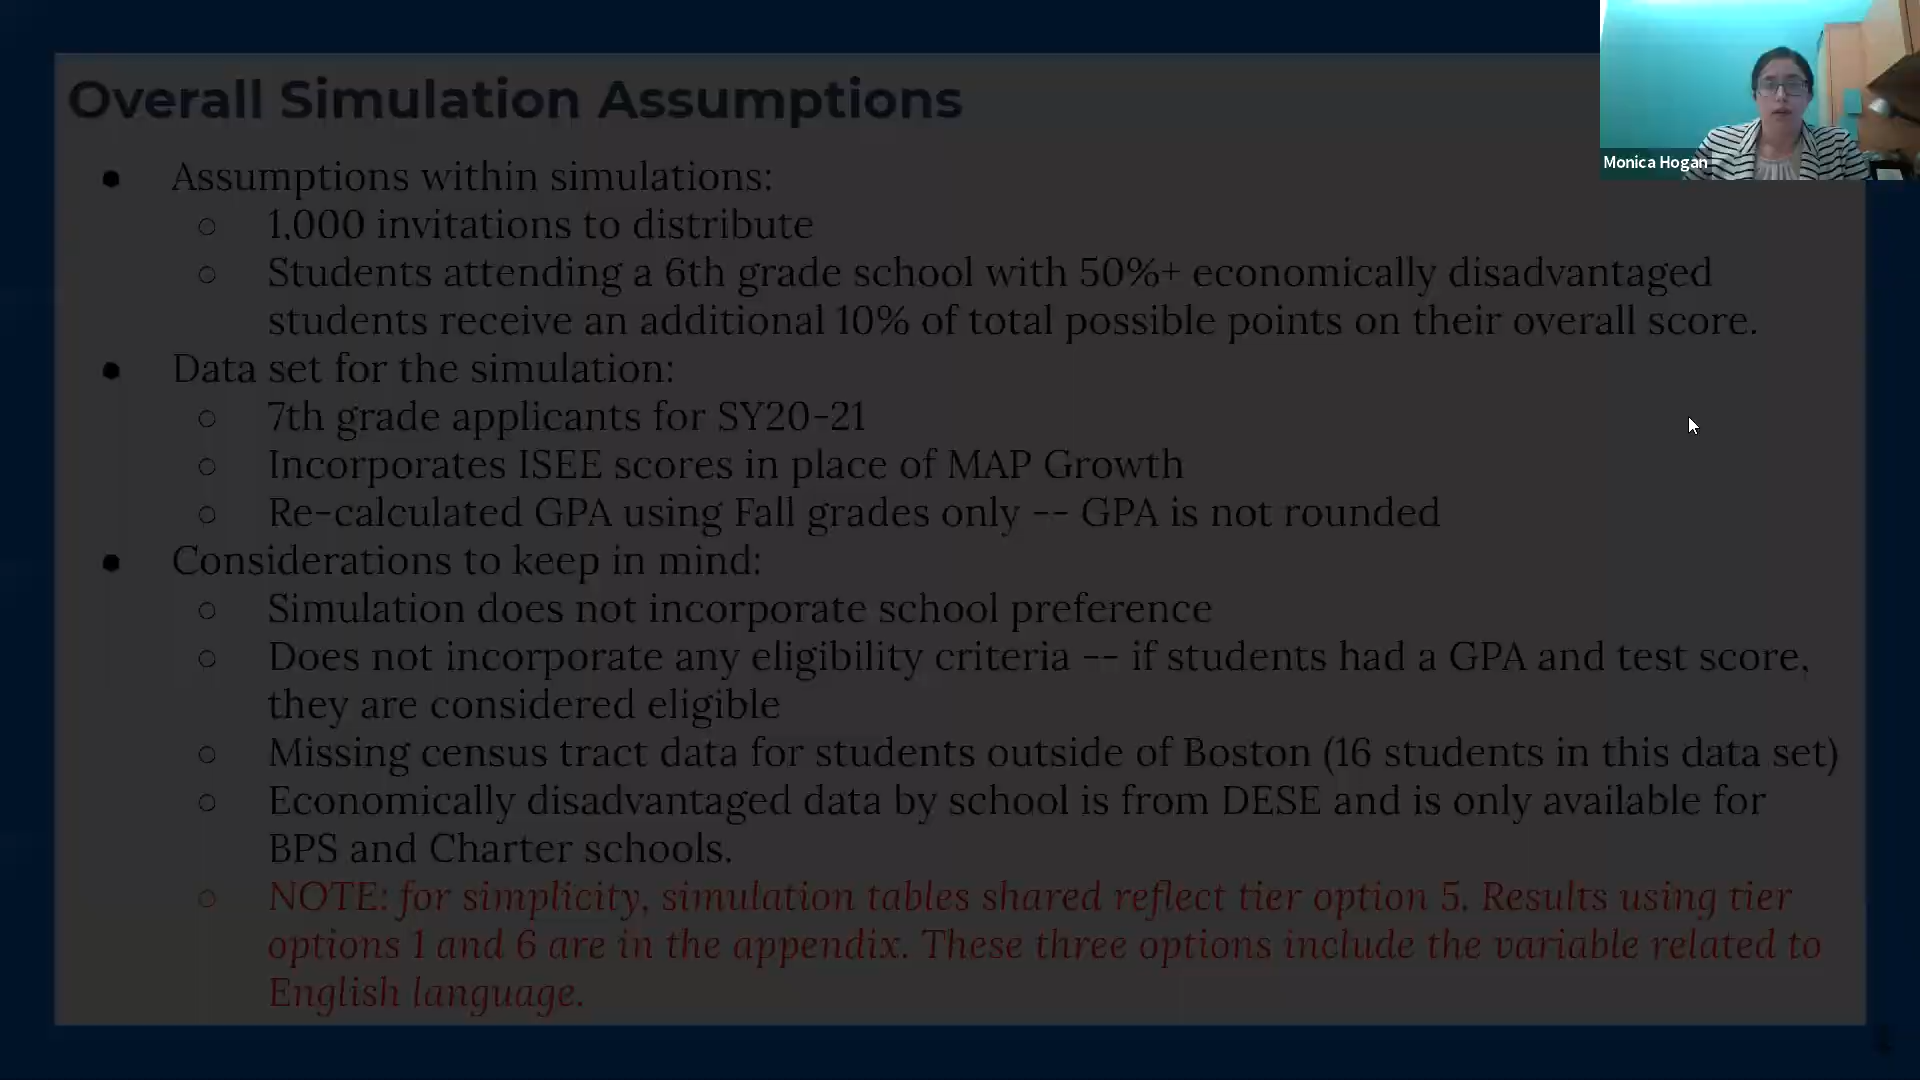 Overall Simulation Assumptions
Monica Hogan
● Assumptions within simulations:
○ 1,000 invitations to distribute
○ Students attending a 6th grade school with 50%+ economically disadvantaged
students receive an additional 10% of total possible points on their overall score.
● Data set for the simulation:
○ 7th grade applicants for SY20-21
○ Incorporates ISEE scores in place of MAP Growth
○ Re-calculated GPA using Fall grades only -- GPA is not rounded
● Considerations to keep in mind:
○ Simulation does not incorporate school preference
○ Does not incorporate any eligibility criteria -- if students had a GPA and test score,
they are considered eligible
○ Missing census tract data for students outside of Boston (16 students in this data set)
○ Economically disadvantaged data by school is from DESE and is only available for
BPS and Charter schools.
○ NOTE: for simplicity, simulation tables shared reflect tier option 5. Results using tier
options 1 and 6 are in the appendix. These three options include the variable related to
English language.